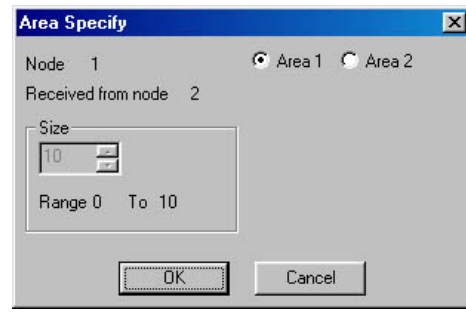 Area Specify
Node 1
Area 1 Area 2
Received from node 2
Size
10
Range 0 To 10
OK Cancel